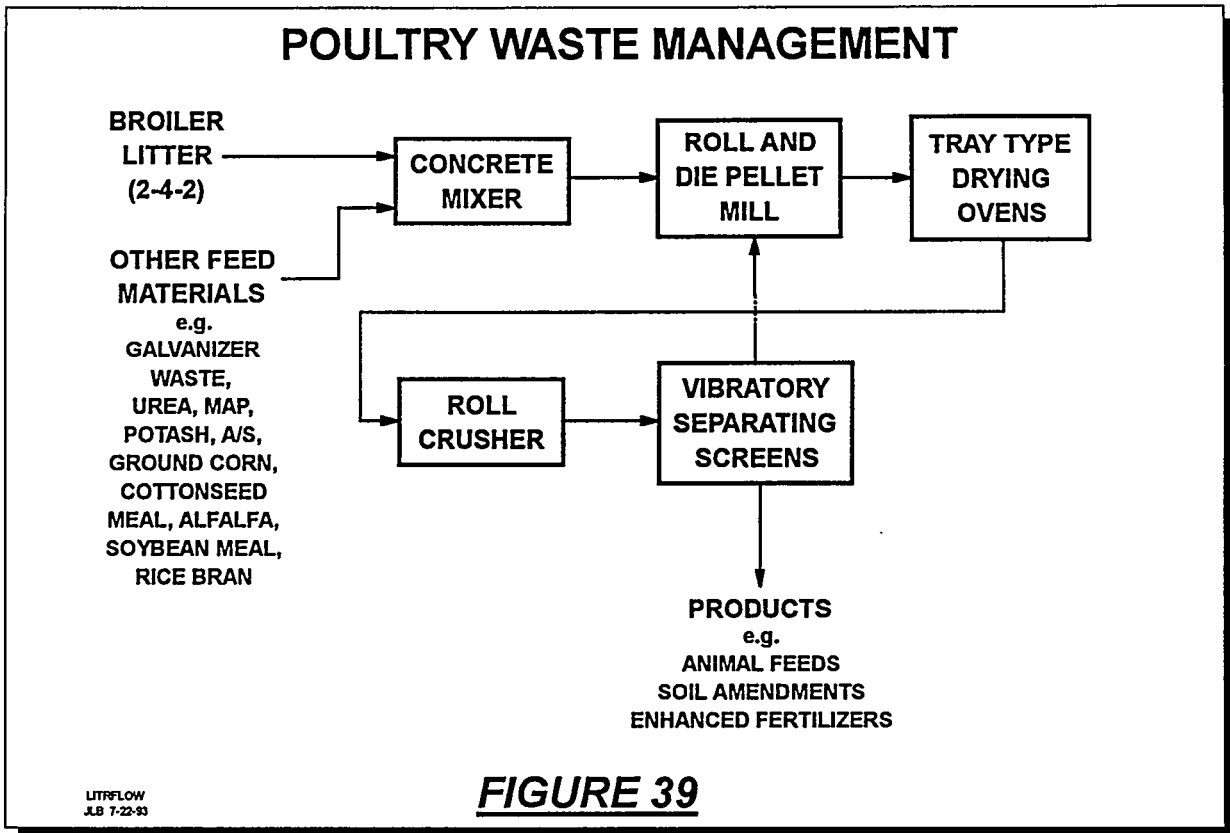 POULTRY WASTE MANAGEMENT
BROILER
LITTER
(2-4-2)
OTHER FEED
MATERIALS
e.g.
GALVANIZER
WASTE,
UREA, MAP,
POTASH, A/S,
GROUND CORN,
COTTONSEED
MEAL, ALFALFA,
SOYBEAN MEAL,
RICE BRAN
CONCRETE
MIXER
ROLL AND
DIE PELLET
MILL
TRAY TYPE
DRYING
OVENS
ROLL
CRUSHER
VIBRATORY
SEPARATING
SCREENS
PRODUCTS
e.g.
ANIMAL FEEDS
SOIL AMENDMENTS
ENHANCED FERTILIZERS
LITRFLOW
JLB 7-22-93
FIGURE 39